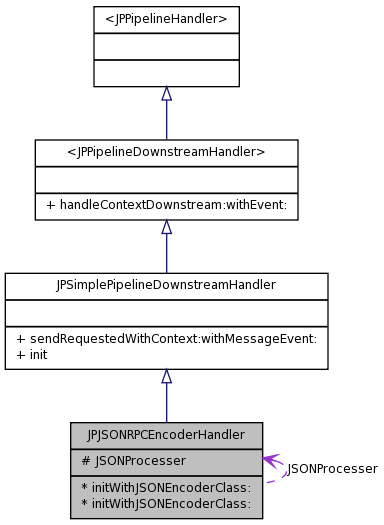 <JPPipelineHandler>
<JPPipelineDownstreamHandler>
+ handleContextDownstream:withEvent:
JPSimplePipelineDownstreamHandler
+ sendRequestedWithContext:withMessageEvent:
+ init
JPJSONRPCEncoderHandler
# JSONProcesser
* initWithJSONEncoderClass:
* initWithJSONEncoderClass:
JSONProcesser